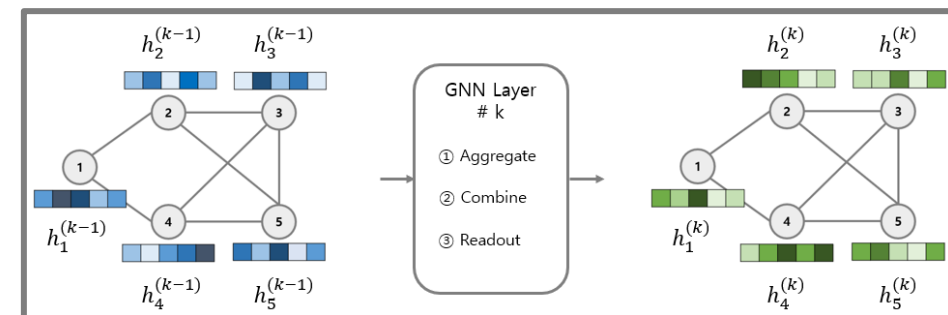 h_2^{(k-1)} h_3^{(k-1)}
2 3
1
h_1^{(k-1)}
4 5
h_4^{(k-1)} h_5^{(k-1)}
GNN Layer
# k
① Aggregate
② Combine
③ Readout
h_2^{(k)} h_3^{(k)}
2 3
1
h_1^{(k)}
4 5
h_4^{(k)} h_5^{(k)}